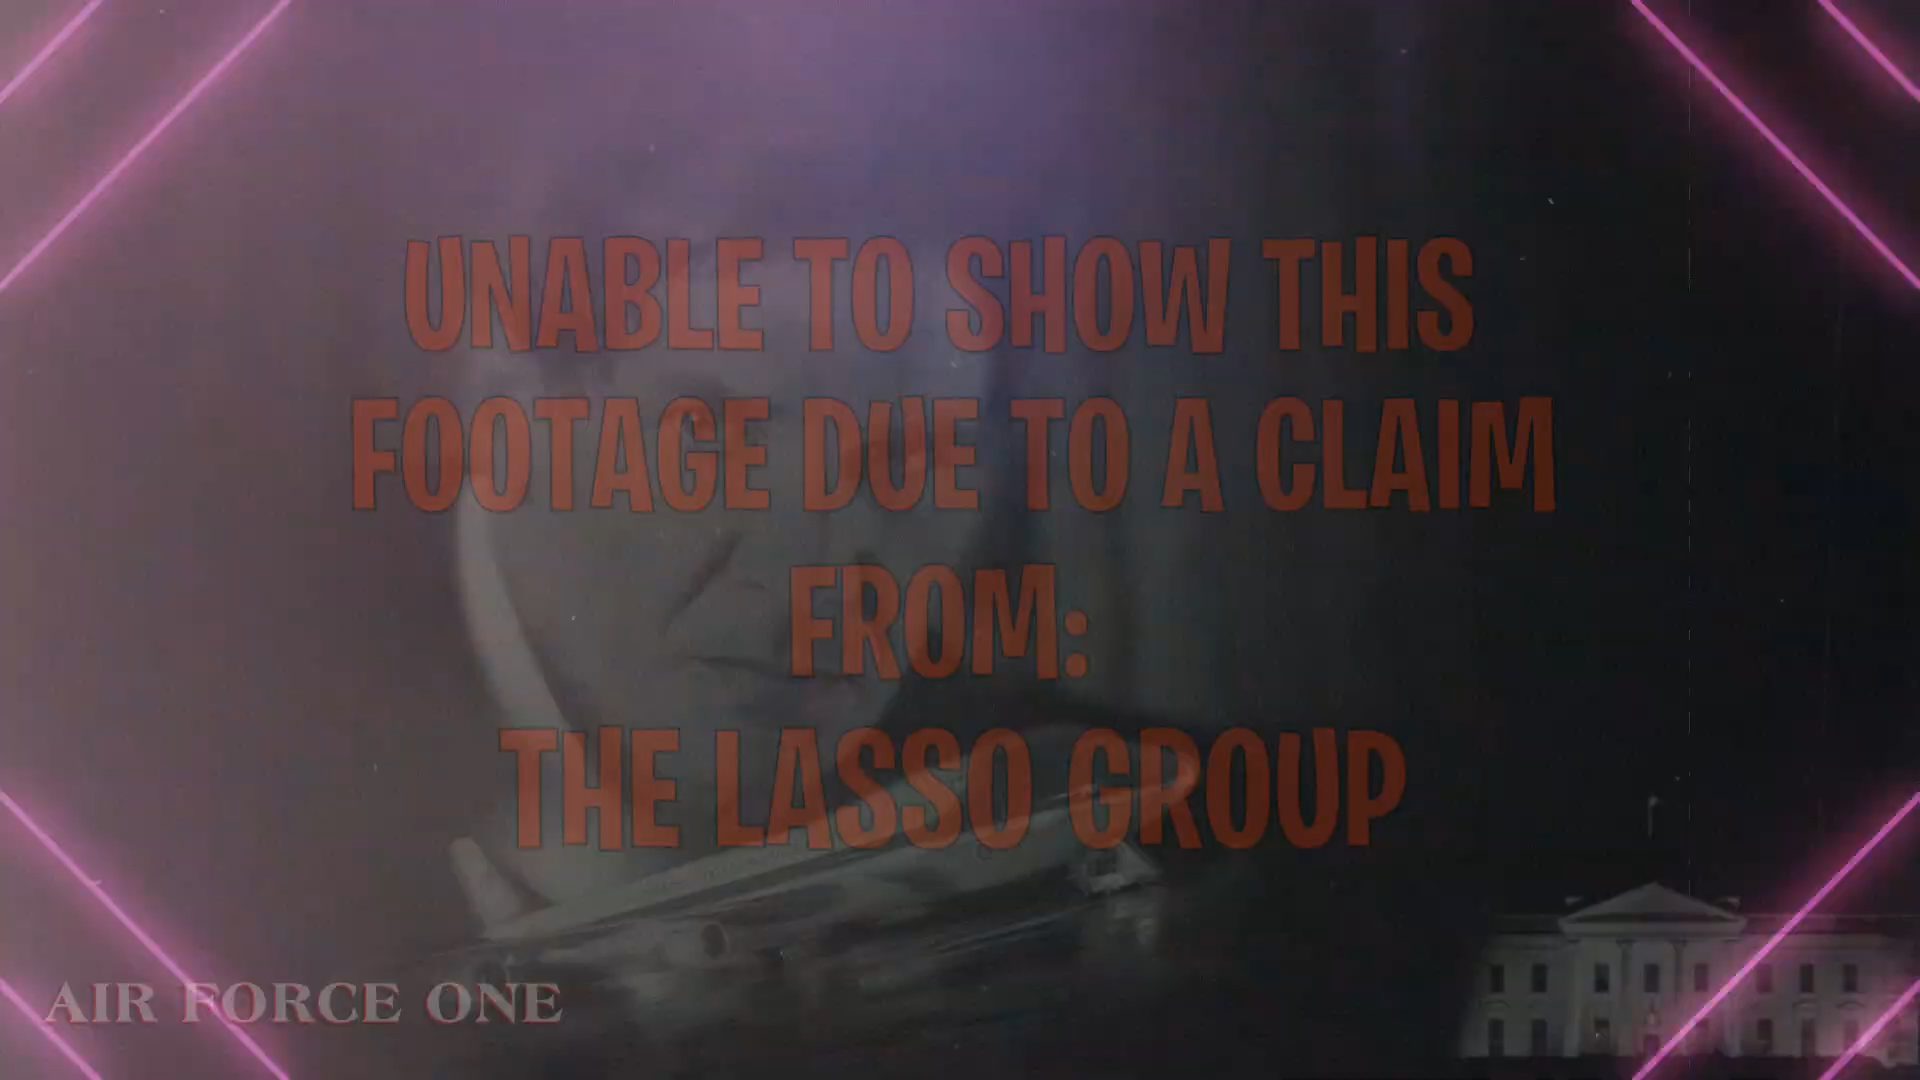 UNABLE TO SHOW THIS
FOOTAGE DUE TO A CLAIM
FROM:
THE LASSO GROUP
AIR FORCE ONE